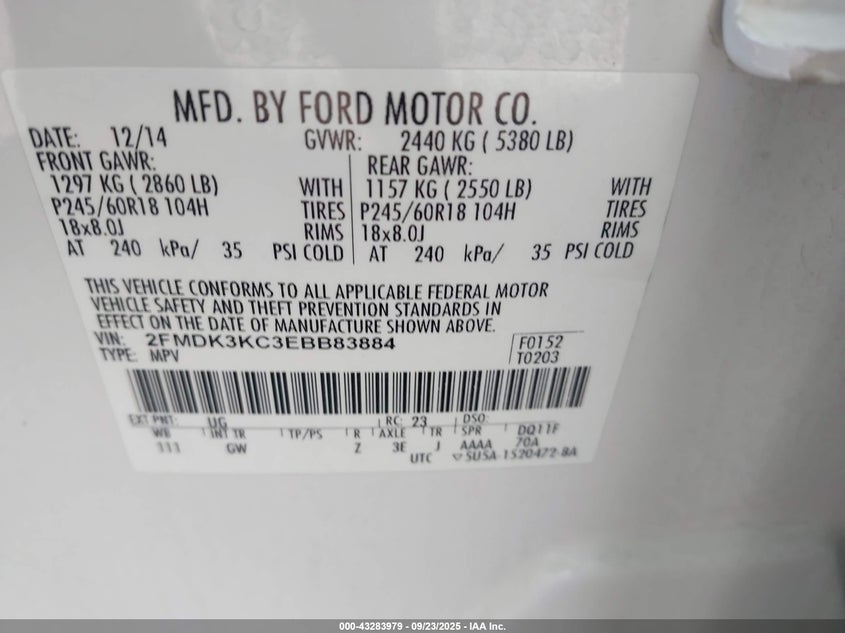 MFD. BY FORD MOTOR CO.
DATE: 12/14 GVWR: 2440 KG ( 5380 LB)
FRONT GAWR: REAR GAWR:
1297 KG ( 2860 LB) WITH 1157 KG ( 2550 LB) WITH
P245/60R18 104H TIRES P245/60R18 104H TIRES
18x8.0J RIMS 18x8.0J RIMS
AT 240 kPa/ 35 PSI COLD AT 240 kPa/ 35 PSI COLD
THIS VEHICLE CONFORMS TO ALL APPLICABLE FEDERAL MOTOR
VEHICLE SAFETY AND THEFT PREVENTION STANDARDS IN
EFFECT ON THE DATE OF MANUFACTURE SHOWN ABOVE.
VIN: 2FMDK3KC3EBB83884 F0152
TYPE: MPV T0203
EXT PNT: UG RC: 23 DSO:
WB INT TR TP/PS R AXLE TR SPR DQ11F
111 GW Z 3E J AAAA 70A
UTC ▽SUSA-1520472-BA
000-43283979 - 09/23/2025 - IAA Inc.